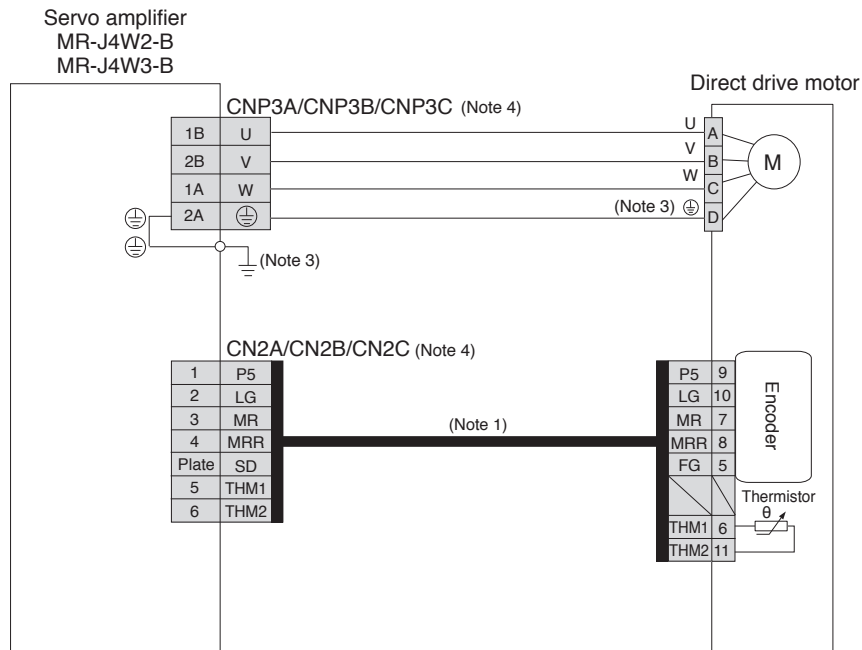 Servo amplifier
MR-J4W2-B
MR-J4W3-B
Direct drive motor
CNP3A/CNP3B/CNP3C (Note 4)
1B U
2B V
1A W
2A
U A
V B
W C
(Note 3) D
M
(Note 3)
CN2A/CN2B/CN2C (Note 4)
1 P5
2 LG
3 MR
4 MRR
Plate SD
5 THM1
6 THM2
(Note 1)
P5 9
LG 10
MR 7
MRR 8
FG 5
THM1 6
THM2 11
Encoder
Thermistor
θ